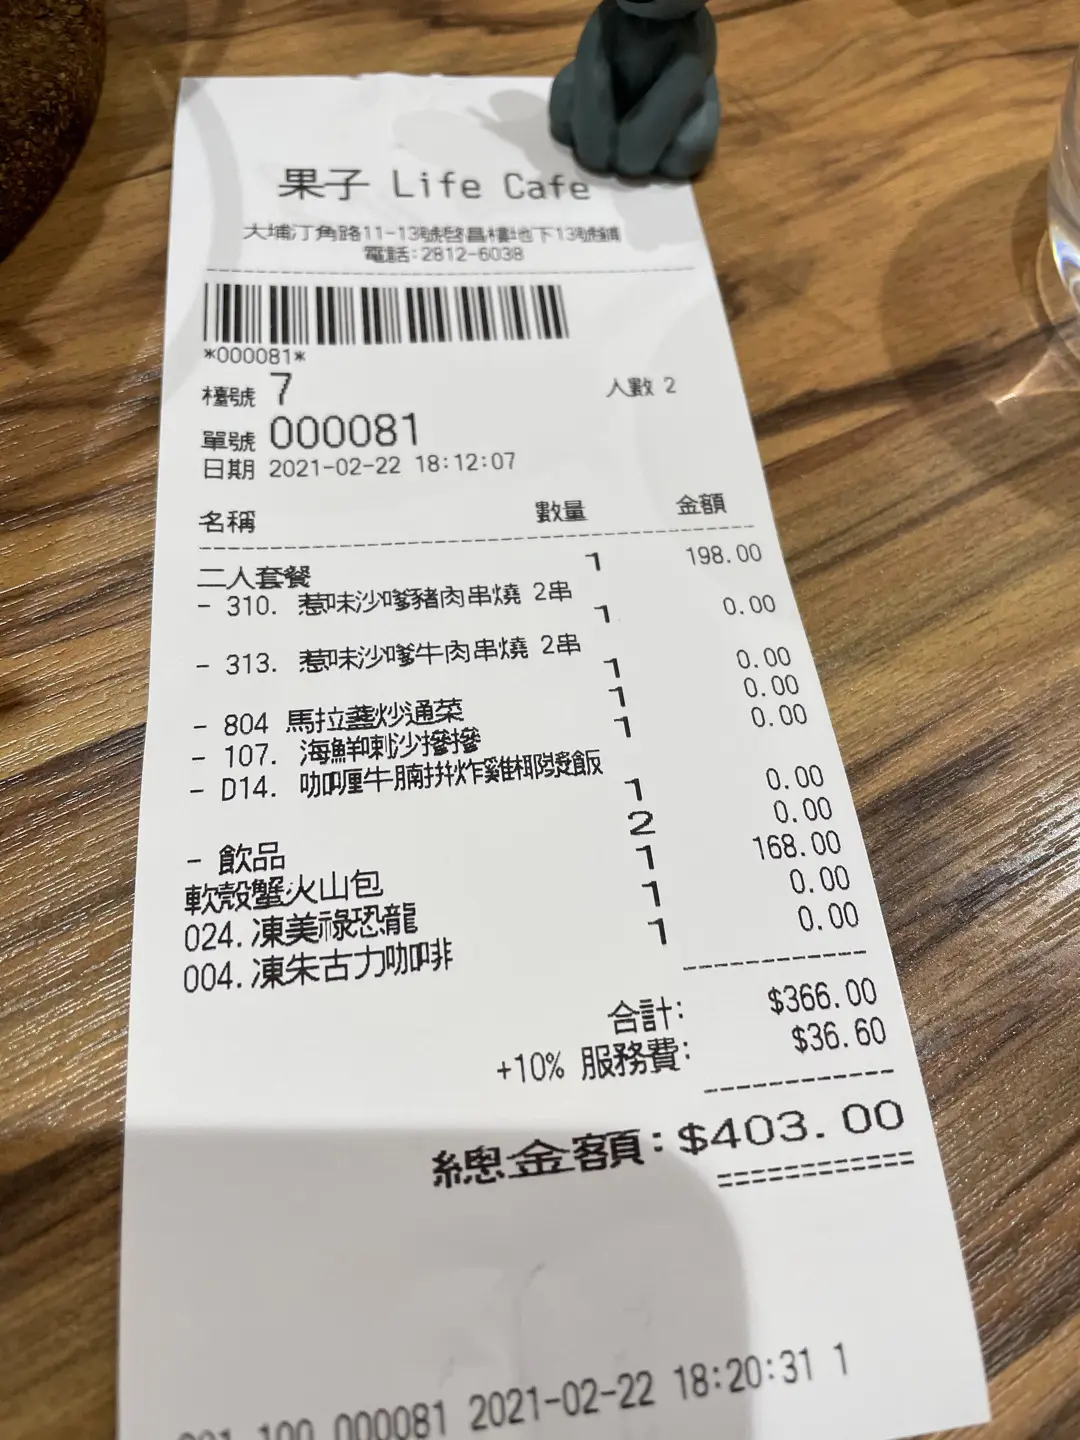 果子 Life Cafe
大埔汀角路11-13號啓昌樓地下13號舖
電話:2812-6038
*000081*
檯號 7 人數 2
單號 000081
日期 2021-02-22 18:12:07
名稱 數量 金額
二人套餐 1 198.00
- 310. 惹味沙嗲豬肉串燒 2串
1 0.00
- 313. 惹味沙嗲牛肉串燒 2串
1 0.00
- 804 馬拉盞炒通菜 1 0.00
- 107. 海鮮喇沙攃攃 1 0.00
- D14. 咖喱牛腩拼炸雞椰漿飯
1 0.00
- 飲品 2 0.00
軟殼蟹火山包 1 168.00
024.凍美祿恐龍 1 0.00
004.凍朱古力咖啡 1 0.00
合計: $366.00
+10% 服務費: $36.60
總金額:$403.00
============
100 000081 2021-02-22 18:20:31 1